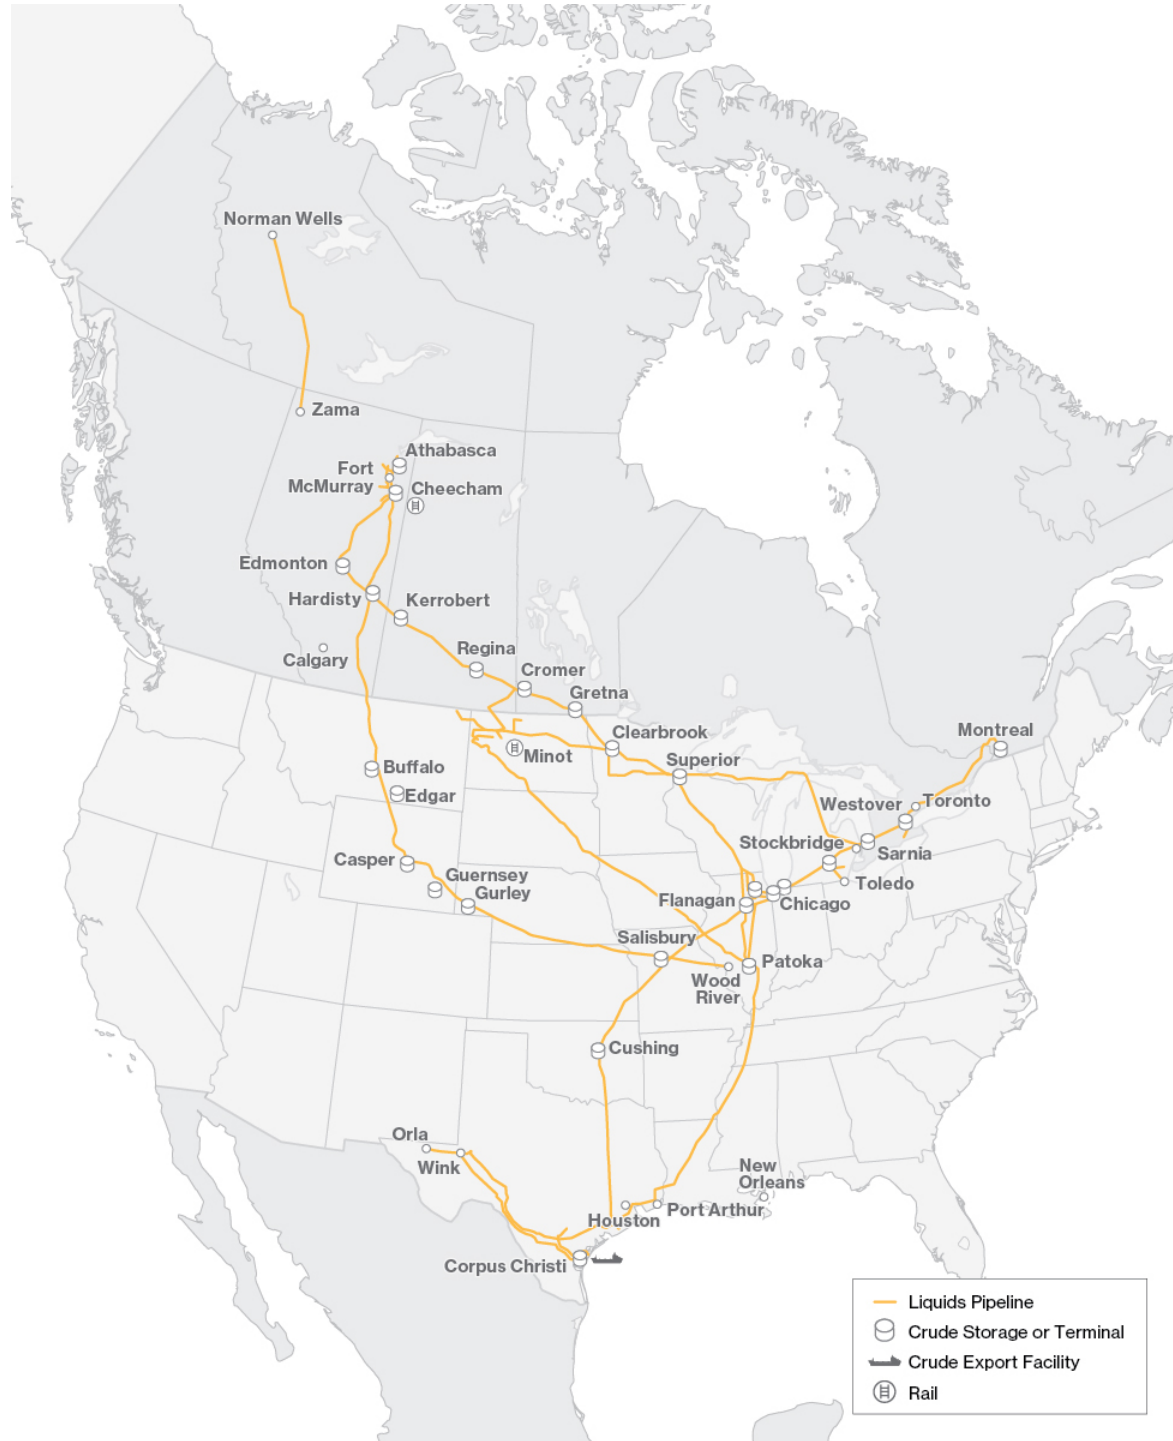 Norman Wells
Zama
Athabasca
Fort
McMurray
Cheecham
Edmonton
Hardisty
Kerrobert
Calgary
Regina
Cromer
Gretna
Clearbrook
Montreal
Minot
Superior
Buffalo
Edgar
Westover
Toronto
Stockbridge
Sarnia
Casper
Guernsey
Gurley
Toledo
Flanagan
Chicago
Salisbury
Patoka
Wood
River
Cushing
Orla
Wink
New
Orleans
Houston
Port Arthur
Corpus Christi
Liquids Pipeline
Crude Storage or Terminal
Crude Export Facility
Rail